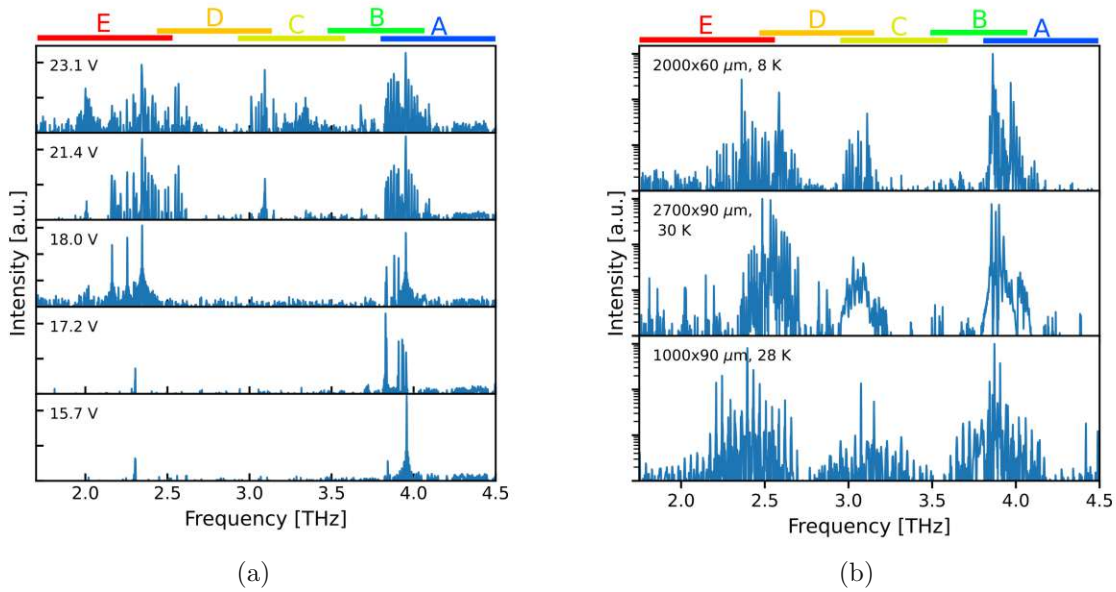 E D C B A
23.1 V
21.4 V
18.0 V
17.2 V
15.7 V
Intensity [a.u.]
2.0 2.5 3.0 3.5 4.0 4.5
Frequency [THz]
(a)
E D C B A
2000x60 μm, 8 K
2700x90 μm,
30 K
1000x90 μm, 28 K
Intensity [a.u.]
2.0 2.5 3.0 3.5 4.0 4.5
Frequency [THz]
(b)